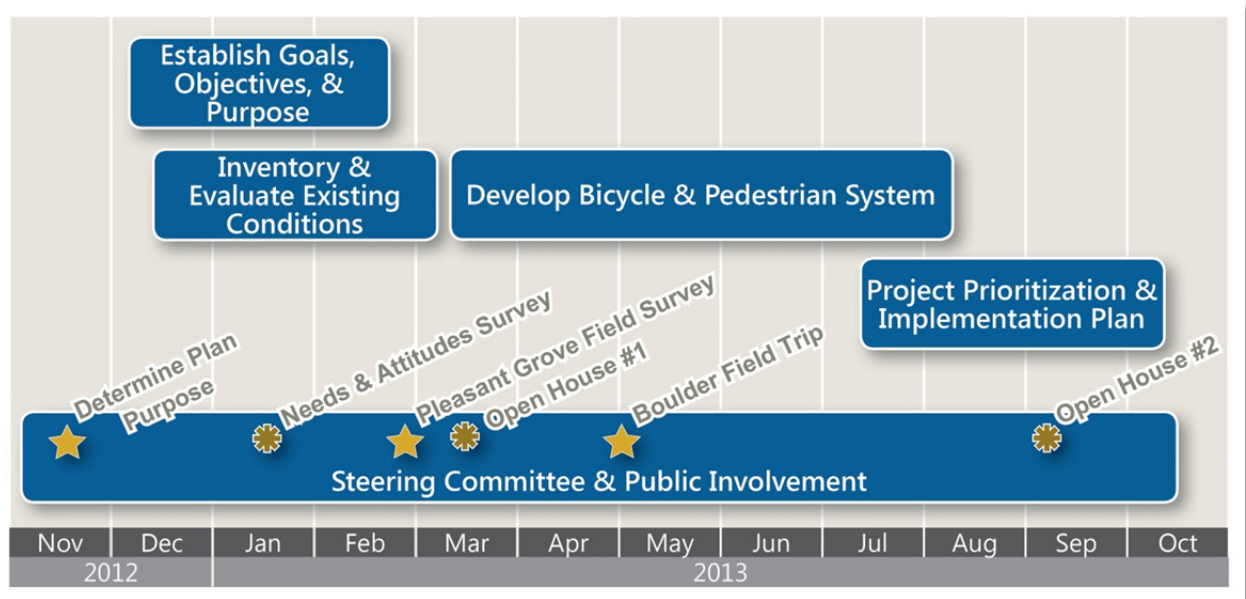 Establish Goals,
Objectives, &
Purpose
Inventory &
Evaluate Existing
Conditions
Develop Bicycle & Pedestrian System
Project Prioritization &
Implementation Plan
Determine Plan
Purpose
Needs & Attitudes Survey
Pleasant Grove Field Survey
Open House #1
Boulder Field Trip
Open House #2
Steering Committee & Public Involvement
Nov Dec Jan Feb Mar Apr May Jun Jul Aug Sep Oct
2012 2013